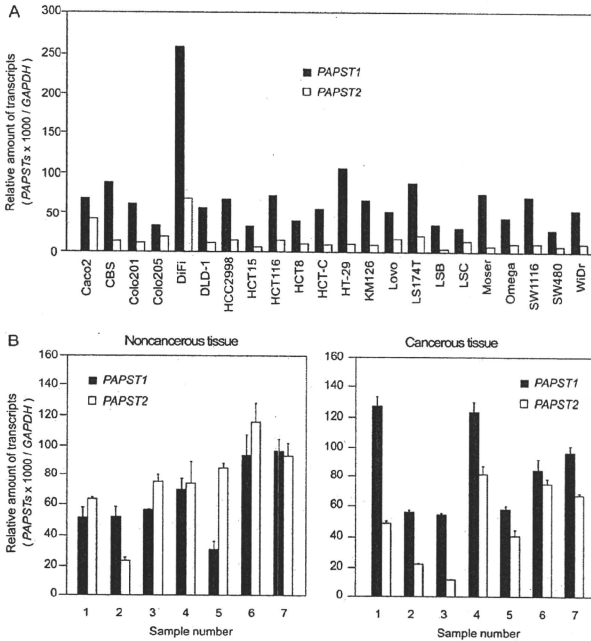 A
Relative amount of transcripts
( PAPSTs x 1000 / GAPDH )
300
250
200
150
100
50
0
PAPST1
PAPST2
Caco2
CBS
Colo201
Colo205
DiFi
DLD-1
HCC2998
HCT15
HCT116
HCT8
HCT-C
HT-29
KM126
Lovo
LS174T
LSB
LSC
Moser
Omega
SW1116
SW480
WiDr
B
Noncancerous tissue
Relative amount of transcripts
( PAPSTs x 1000 / GAPDH )
160
140
120
100
80
60
40
20
0
PAPST1
PAPST2
1 2 3 4 5 6 7
Sample number
Cancerous tissue
160
140
120
100
80
60
40
20
0
PAPST1
PAPST2
1 2 3 4 5 6 7
Sample number